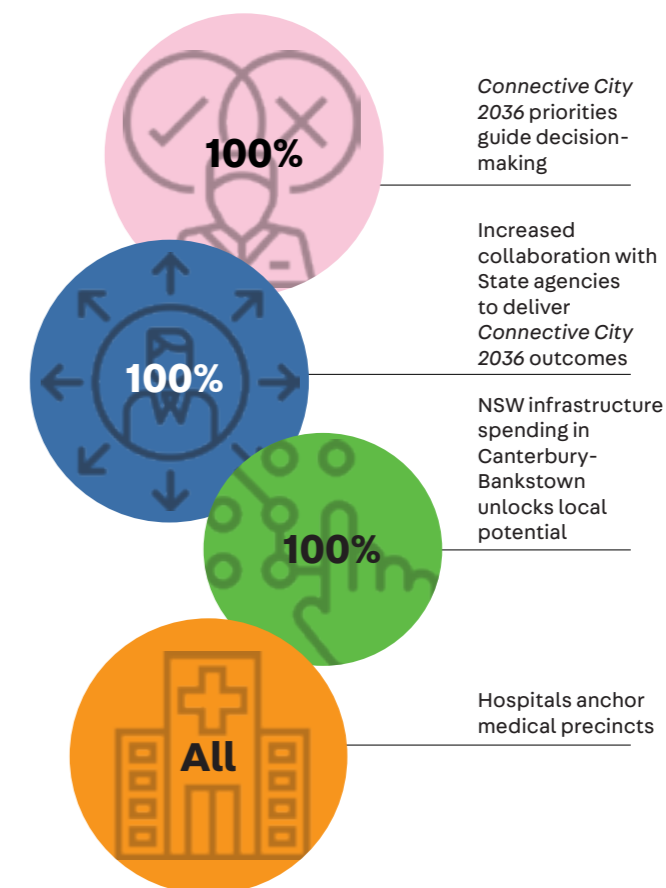 100%
Connective City
2036 priorities
guide decision-
making
100%
Increased
collaboration with
State agencies
to deliver
Connective City
2036 outcomes
100%
NSW infrastructure
spending in
Canterbury-
Bankstown
unlocks local
potential
All
Hospitals anchor
medical precincts